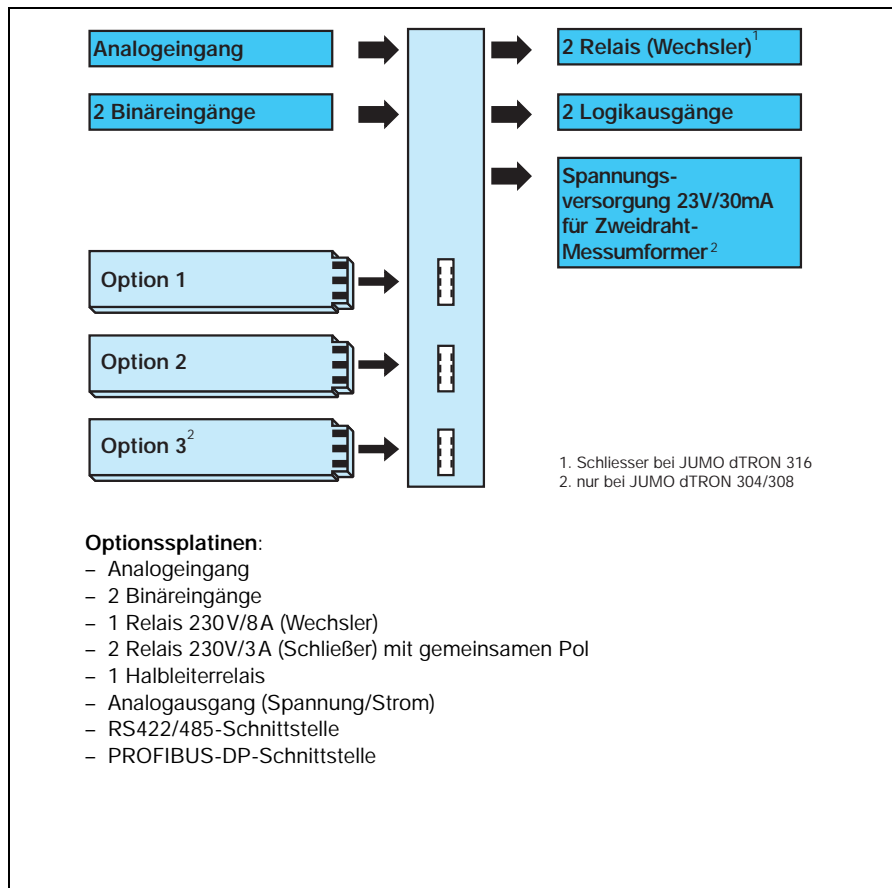 Analogeingang
2 Relais (Wechsler)1
2 Binäreingänge
2 Logikausgänge
Spannungs-
versorgung 23V/30mA
für Zweidraht-
Messumformer2
Option 1
Option 2
Option 32
1. Schliesser bei JUMO dTRON 316
2. nur bei JUMO dTRON 304/308
Optionssplatinen:
– Analogeingang
– 2 Binäreingänge
– 1 Relais 230V/8A (Wechsler)
– 2 Relais 230V/3A (Schließer) mit gemeinsamen Pol
– 1 Halbleiterrelais
– Analogausgang (Spannung/Strom)
– RS422/485-Schnittstelle
– PROFIBUS-DP-Schnittstelle